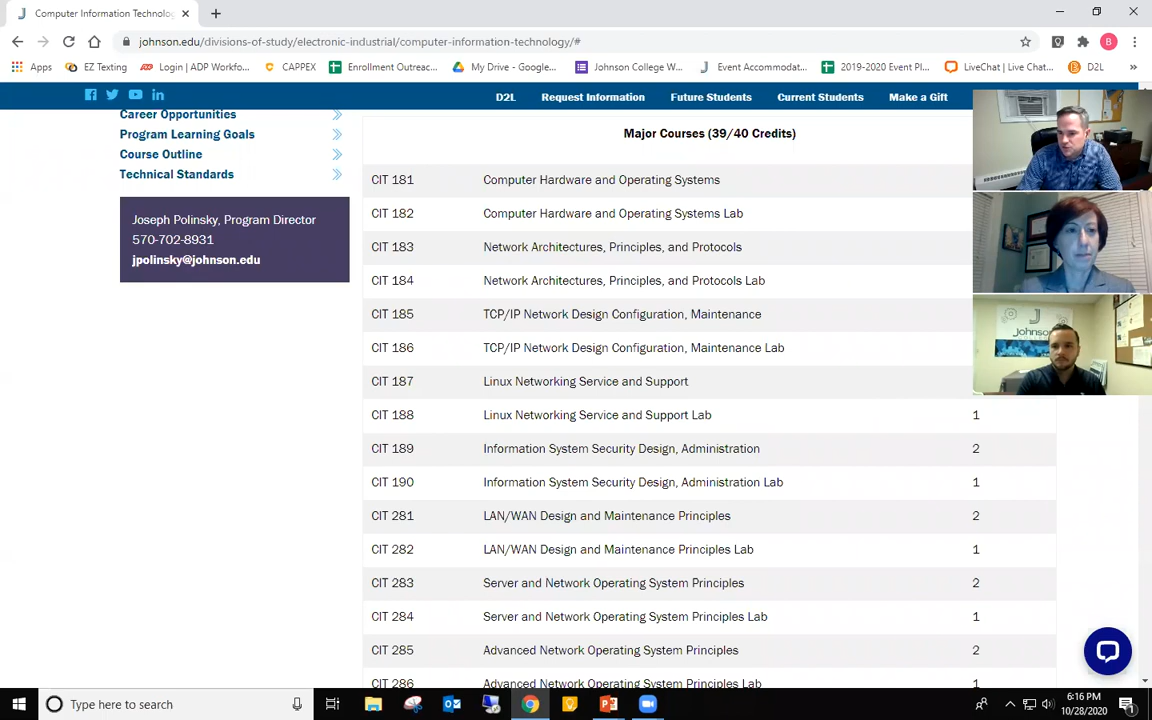 Computer Information Technolog
johnson.edu/divisions-of-study/electronic-industrial/computer-information-technology/#
B
Apps EZ Texting Login | ADP Workfo... CAPPEX Enrollment Outreac... My Drive - Google... Johnson College W... Event Accommodat... 2019-2020 Event Pl... LiveChat | Live Chat... D2L »
D2L Request Information Future Students Current Students Make a Gift
Career Opportunities
Program Learning Goals
Course Outline
Technical Standards
Joseph Polinsky, Program Director
570-702-8931
jpolinsky@johnson.edu
Major Courses (39/40 Credits)
CIT 181 Computer Hardware and Operating Systems
CIT 182 Computer Hardware and Operating Systems Lab
CIT 183 Network Architectures, Principles, and Protocols
CIT 184 Network Architectures, Principles, and Protocols Lab
CIT 185 TCP/IP Network Design Configuration, Maintenance
CIT 186 TCP/IP Network Design Configuration, Maintenance Lab
CIT 187 Linux Networking Service and Support
CIT 188 Linux Networking Service and Support Lab 1
CIT 189 Information System Security Design, Administration 2
CIT 190 Information System Security Design, Administration Lab 1
CIT 281 LAN/WAN Design and Maintenance Principles 2
CIT 282 LAN/WAN Design and Maintenance Principles Lab 1
CIT 283 Server and Network Operating System Principles 2
CIT 284 Server and Network Operating System Principles Lab 1
CIT 285 Advanced Network Operating System Principles 2
CIT 286 Advanced Network Operating System Principles Lab 1
Johnson
Type here to search
6:16 PM
10/28/2020
1